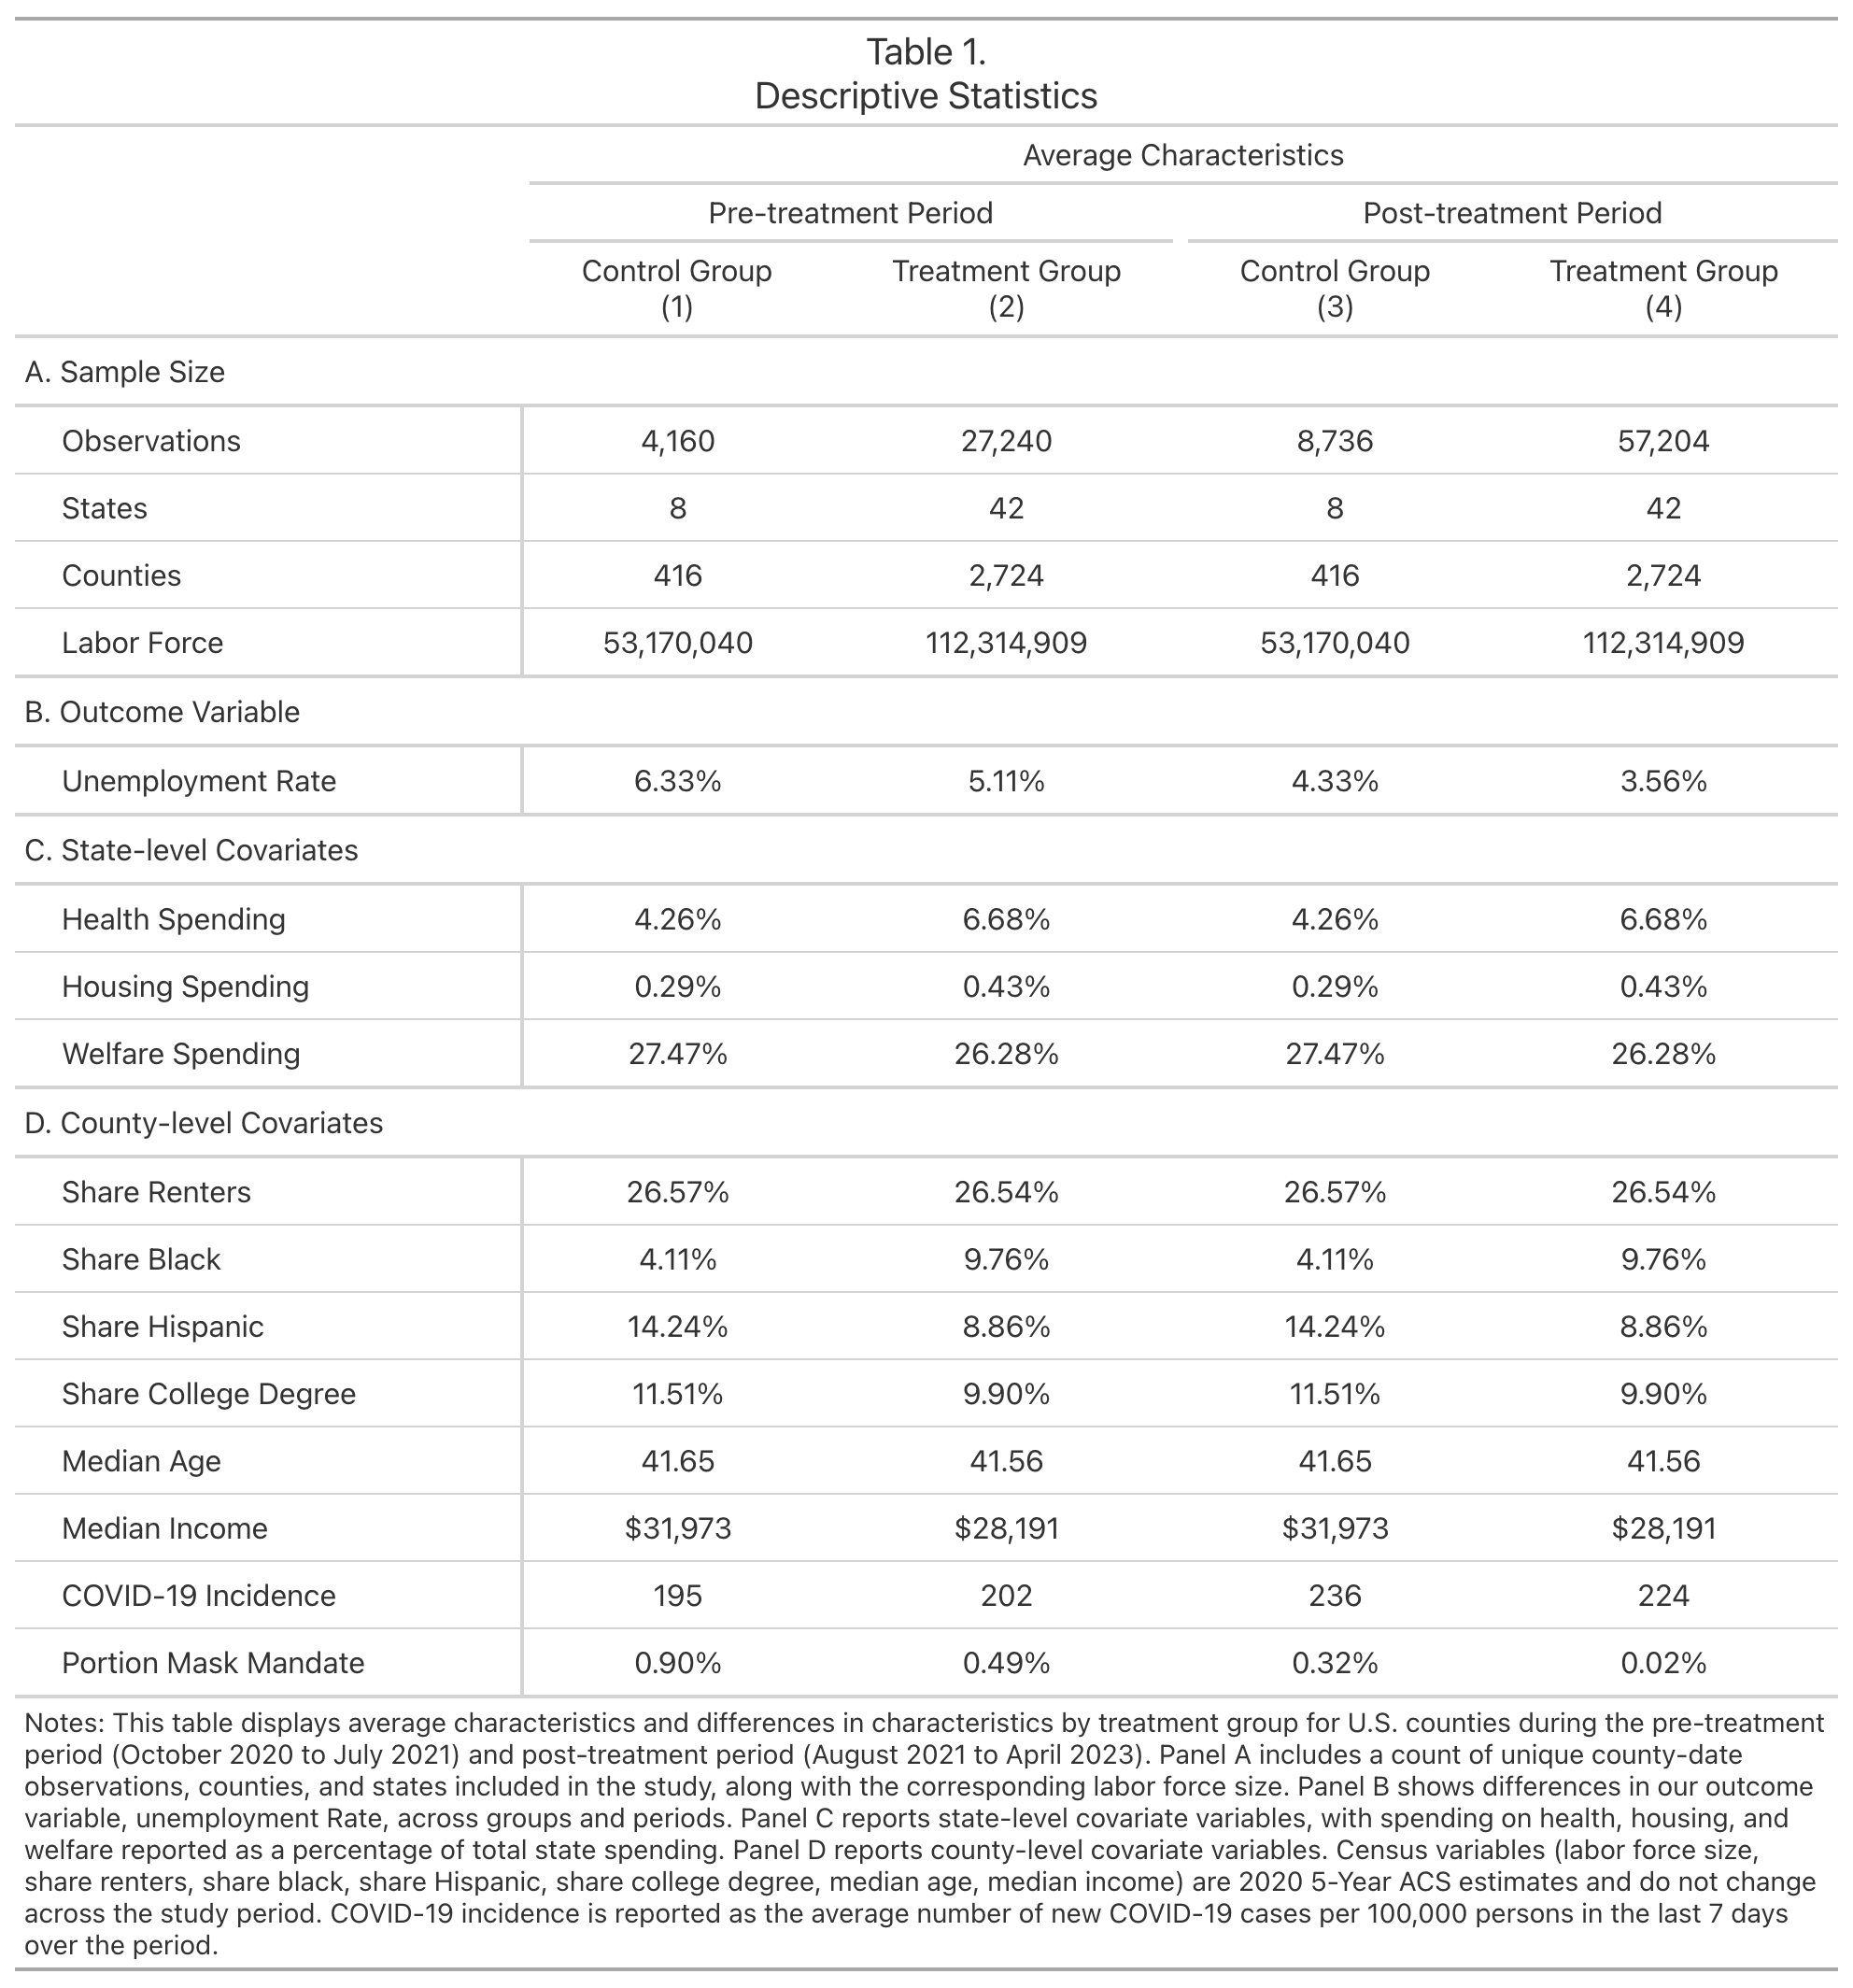 Table 1.
Descriptive Statistics
Average Characteristics
Pre-treatment Period Post-treatment Period
Control Group Treatment Group Control Group Treatment Group
(1) (2) (3) (4)
A. Sample Size
Observations 4,160 27,240 8,736 57,204
States 8 42 8 42
Counties 416 2,724 416 2,724
Labor Force 53,170,040 112,314,909 53,170,040 112,314,909
B. Outcome Variable
Unemployment Rate 6.33% 5.11% 4.33% 3.56%
C. State-level Covariates
Health Spending 4.26% 6.68% 4.26% 6.68%
Housing Spending 0.29% 0.43% 0.29% 0.43%
Welfare Spending 27.47% 26.28% 27.47% 26.28%
D. County-level Covariates
Share Renters 26.57% 26.54% 26.57% 26.54%
Share Black 4.11% 9.76% 4.11% 9.76%
Share Hispanic 14.24% 8.86% 14.24% 8.86%
Share College Degree 11.51% 9.90% 11.51% 9.90%
Median Age 41.65 41.56 41.65 41.56
Median Income $31,973 $28,191 $31,973 $28,191
COVID-19 Incidence 195 202 236 224
Portion Mask Mandate 0.90% 0.49% 0.32% 0.02%
Notes: This table displays average characteristics and differences in characteristics by treatment group for U.S. counties during the pre-treatment
period (October 2020 to July 2021) and post-treatment period (August 2021 to April 2023). Panel A includes a count of unique county-date
observations, counties, and states included in the study, along with the corresponding labor force size. Panel B shows differences in our outcome
variable, unemployment Rate, across groups and periods. Panel C reports state-level covariate variables, with spending on health, housing, and
welfare reported as a percentage of total state spending. Panel D reports county-level covariate variables. Census variables (labor force size,
share renters, share black, share Hispanic, share college degree, median age, median income) are 2020 5-Year ACS estimates and do not change
across the study period. COVID-19 incidence is reported as the average number of new COVID-19 cases per 100,000 persons in the last 7 days
over the period.